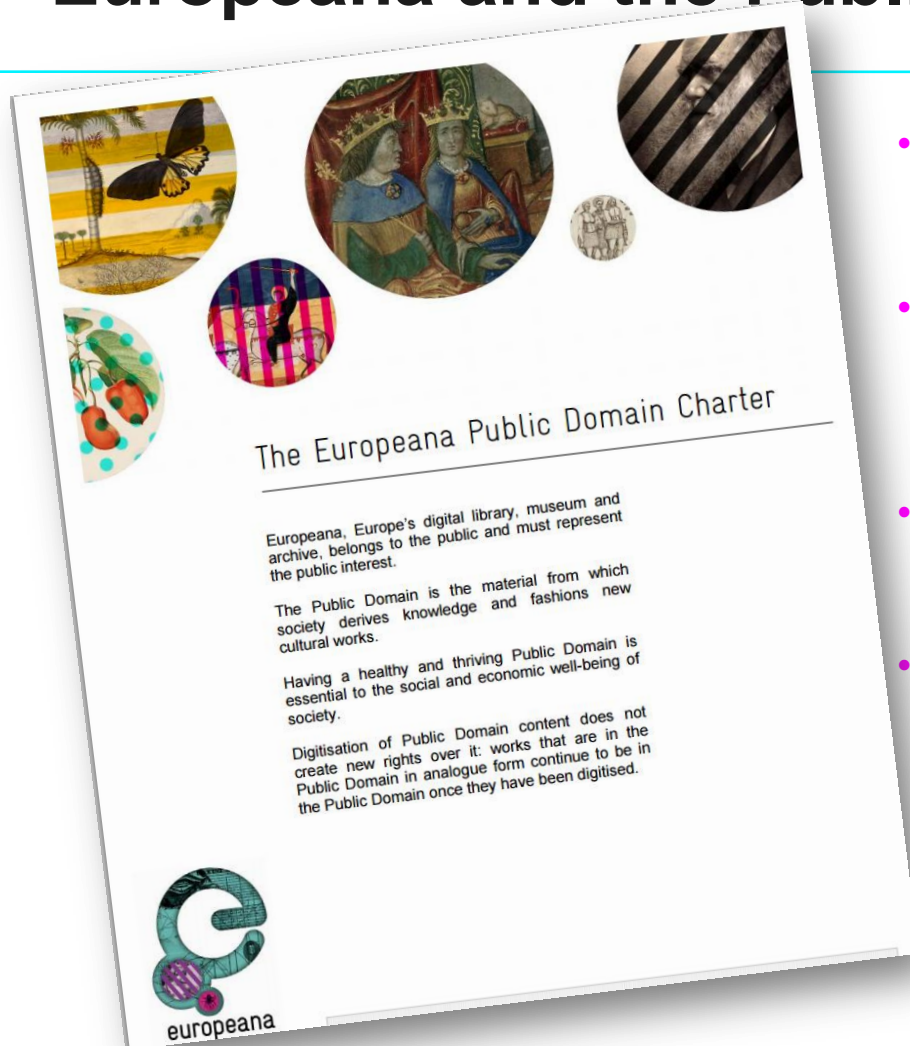 Europeana and the Publi
The Europeana Public Domain Charter
Europeana, Europe's digital library, museum and
archive, belongs to the public and must represent
the public interest.
The Public Domain is the material from which
society derives knowledge and fashions new
cultural works.
Having a healthy and thriving Public Domain is
essential to the social and economic well-being of
society.
Digitisation of Public Domain content does not
create new rights over it: works that are in the
Public Domain in analogue form continue to be in
the Public Domain once they have been digitised.
europeana